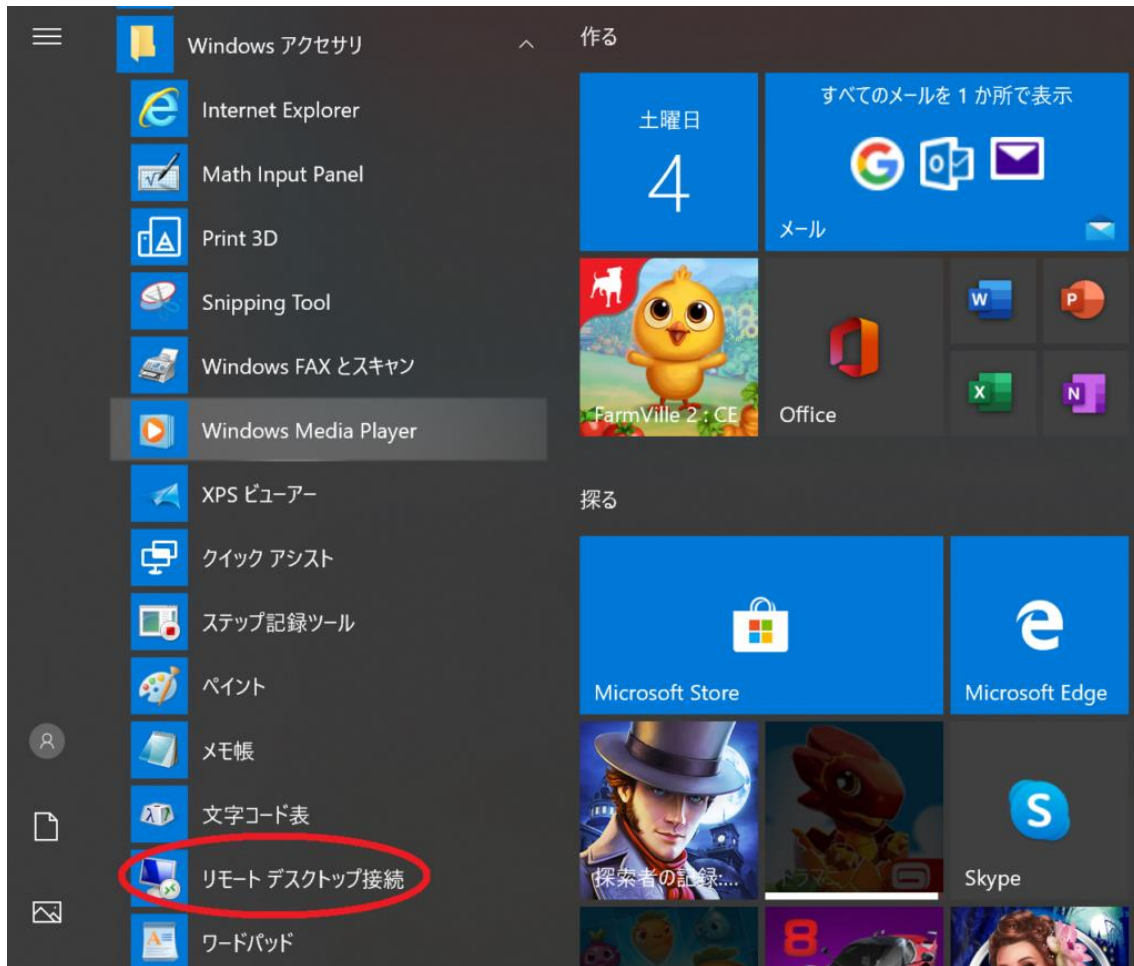 Windows アクセサリ
Internet Explorer
Math Input Panel
Print 3D
Snipping Tool
Windows FAX とスキャン
Windows Media Player
XPS ビューアー
クイック アシスト
ステップ記録ツール
ペイント
メモ帳
文字コード表
リモート デスクトップ接続
ワードパッド
作る
土曜日
4
すべてのメールを 1 か所で表示
メール
FarmVille 2 : CE
Office
探る
Microsoft Store
Microsoft Edge
探索者の記録:...
Skype
8